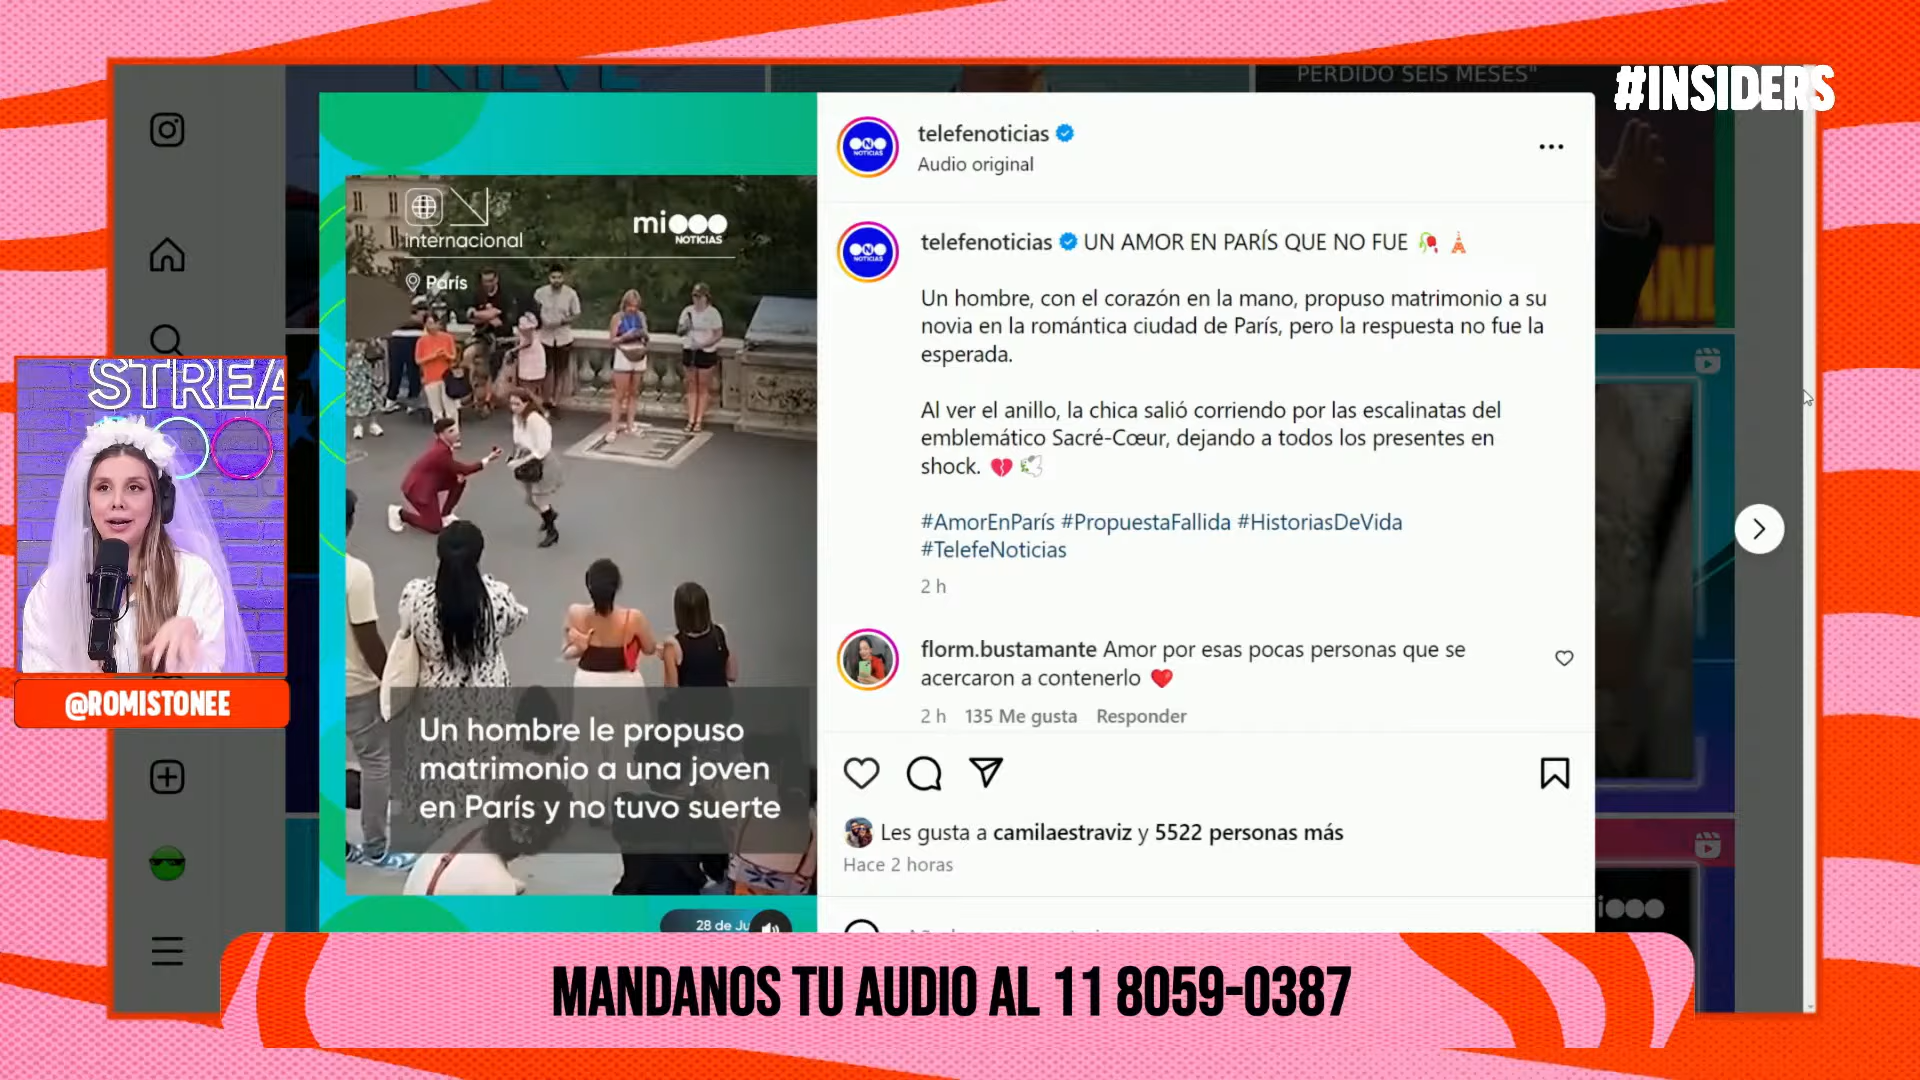 NIEVE
PERDIDO SEIS MESES"
#INSIDERS
telefenoticias
Audio original
NOTICIAS
internacional
mi
NOTICIAS
París
telefenoticias UN AMOR EN PARÍS QUE NO FUE
NOTICIAS
Un hombre, con el corazón en la mano, propuso matrimonio a su
novia en la romántica ciudad de París, pero la respuesta no fue la
esperada.
Al ver el anillo, la chica salió corriendo por las escalinatas del
emblemático Sacré-Cœur, dejando a todos los presentes en
shock.
#AmorEnParís #PropuestaFallida #HistoriasDeVida
#TelefeNoticias
2 h
STREA
@ROMISTONEE
florm.bustamante Amor por esas pocas personas que se
acercaron a contenerlo
2 h 135 Me gusta Responder
Un hombre le propuso
matrimonio a una joven
en París y no tuvo suerte
Les gusta a camilaestraviz y 5522 personas más
Hace 2 horas
28 de Ju
MANDANOS TU AUDIO AL 11 8059-0387